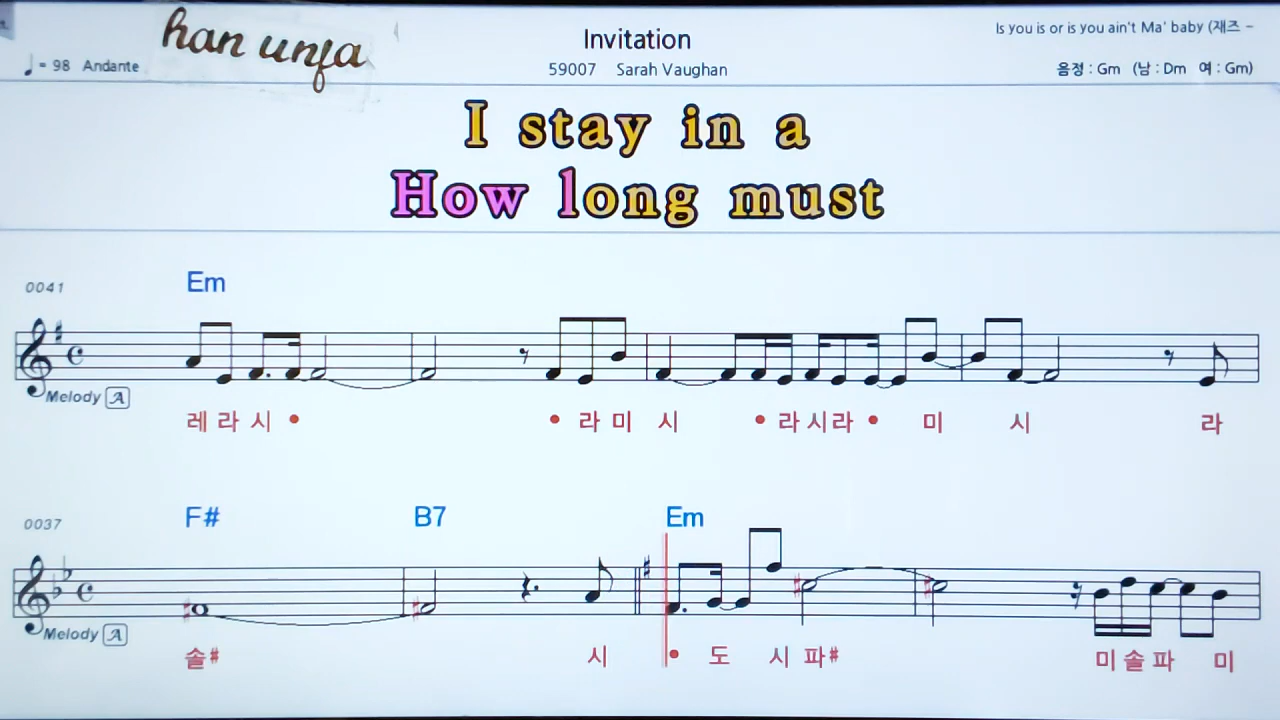 han unfa
Invitation
Is you is or is you ain't Ma' baby (재즈 -
♩ = 98 Andante
59007 Sarah Vaughan
음정 : Gm (남 : Dm 여 : Gm)
I stay in a
How long must
0041
Em
Melody A
레 라 시 • • 라 미 시 • 라 시 라 • 미 시 라
0037
F# B7 Em
Melody A
솔# 시 • 도 시 파# 미 솔 파 미